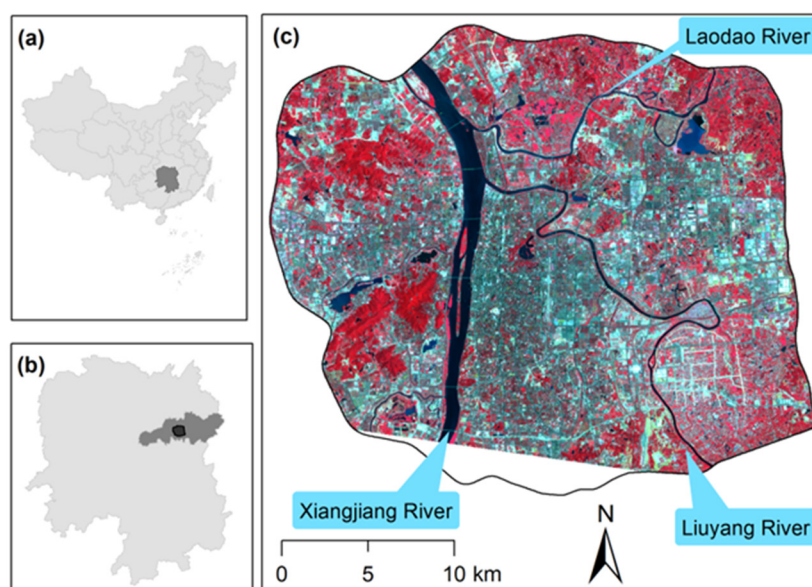 (a)
(b)
(c)
Laodao River
Xiangjiang River
Liuyang River
N
0 5 10 km